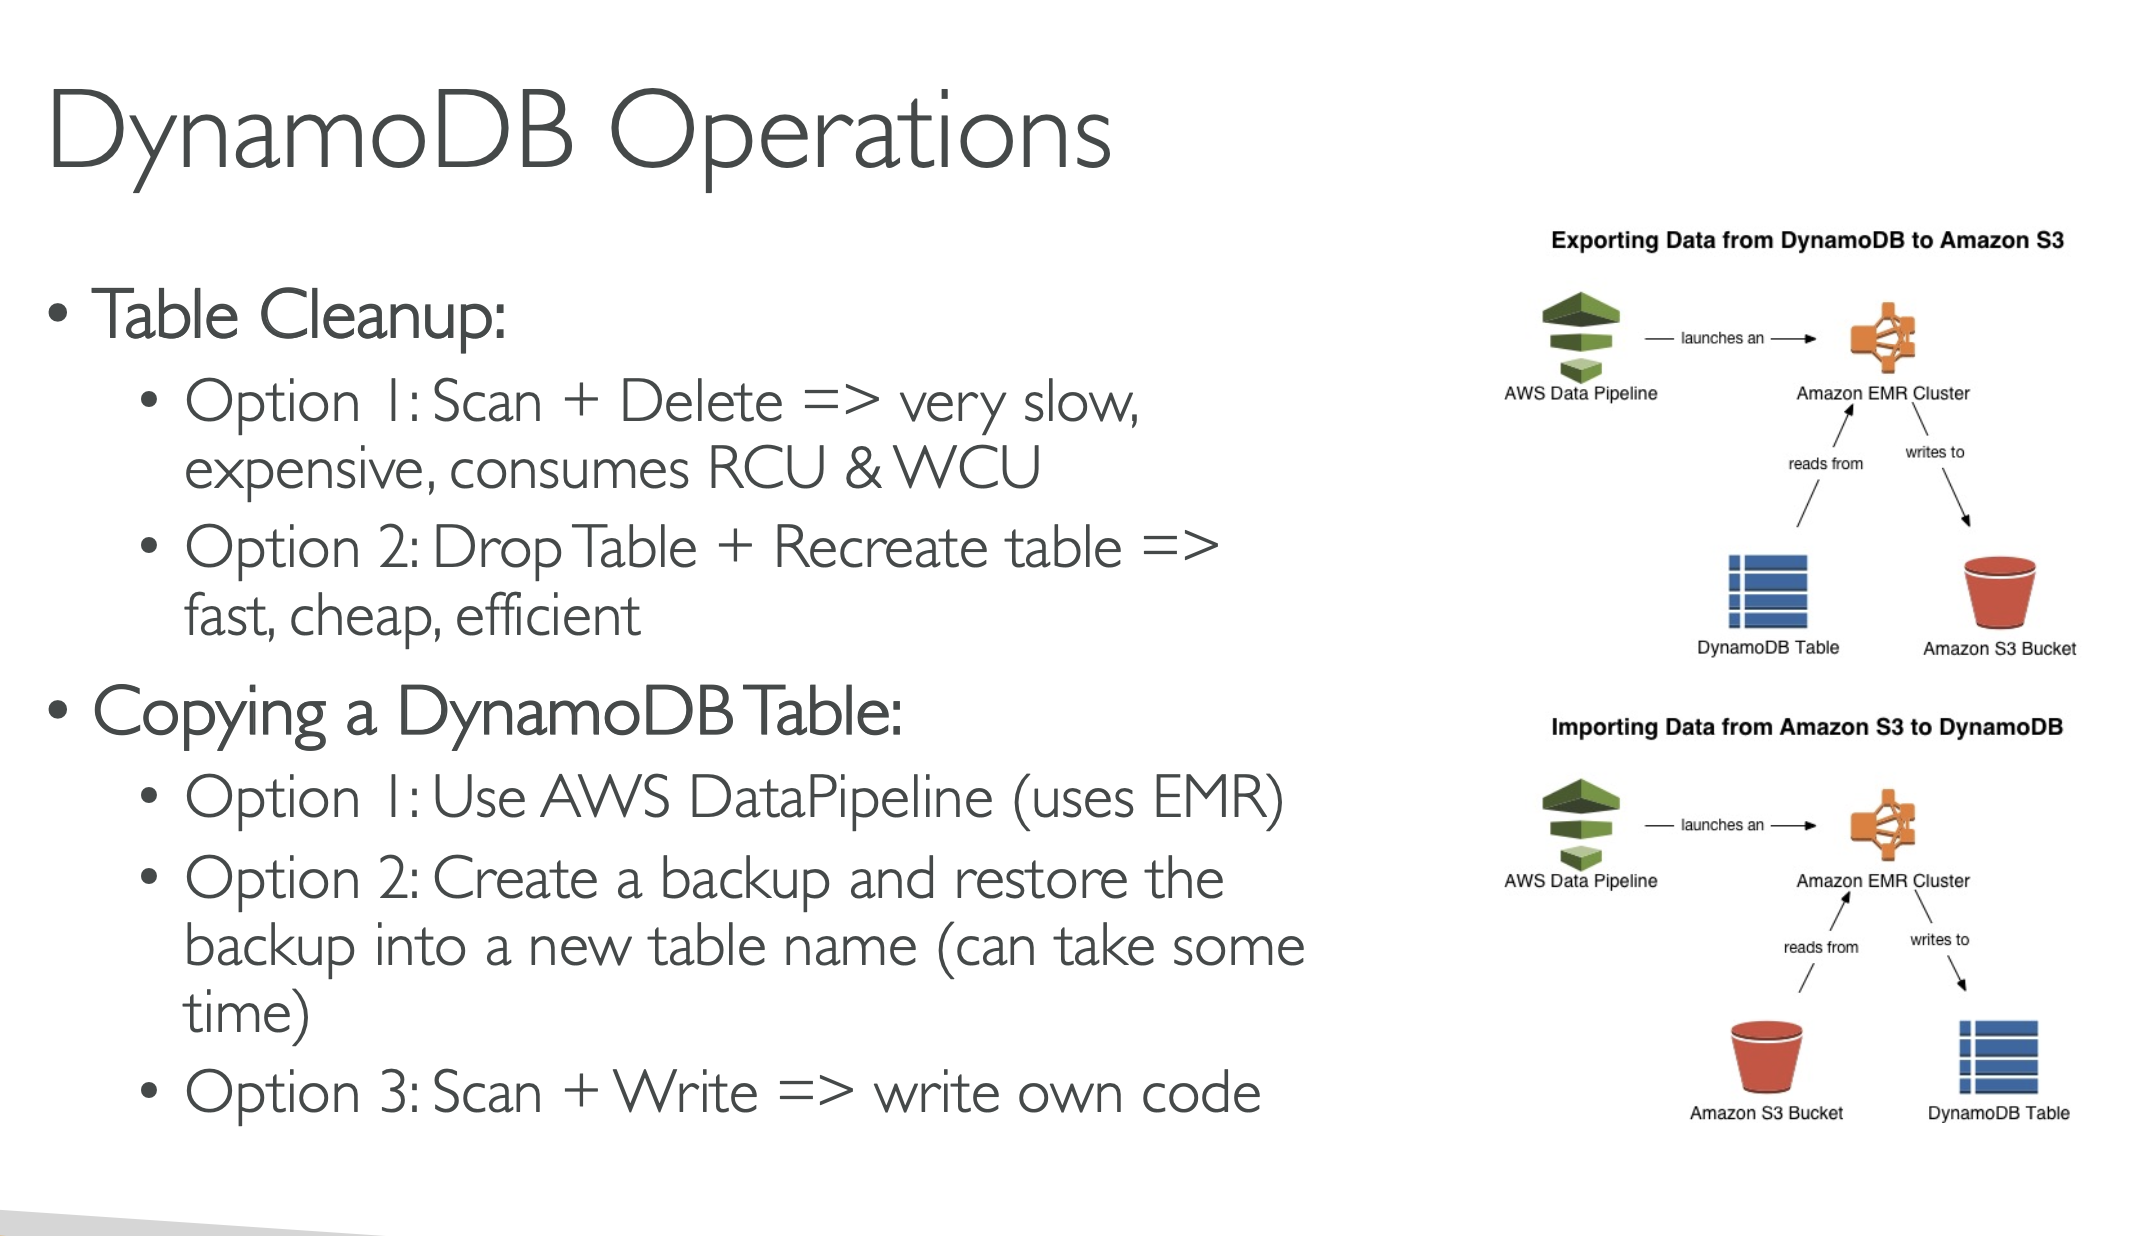 DynamoDB Operations
• Table Cleanup:
• Option 1: Scan + Delete => very slow,
expensive, consumes RCU & WCU
• Option 2: Drop Table + Recreate table =>
fast, cheap, efficient
• Copying a DynamoDB Table:
• Option 1: Use AWS DataPipeline (uses EMR)
• Option 2: Create a backup and restore the
backup into a new table name (can take some
time)
• Option 3: Scan + Write => write own code
Exporting Data from DynamoDB to Amazon S3
launches an
AWS Data Pipeline
Amazon EMR Cluster
reads from
writes to
DynamoDB Table
Amazon S3 Bucket
Importing Data from Amazon S3 to DynamoDB
launches an
AWS Data Pipeline
Amazon EMR Cluster
reads from
writes to
Amazon S3 Bucket
DynamoDB Table